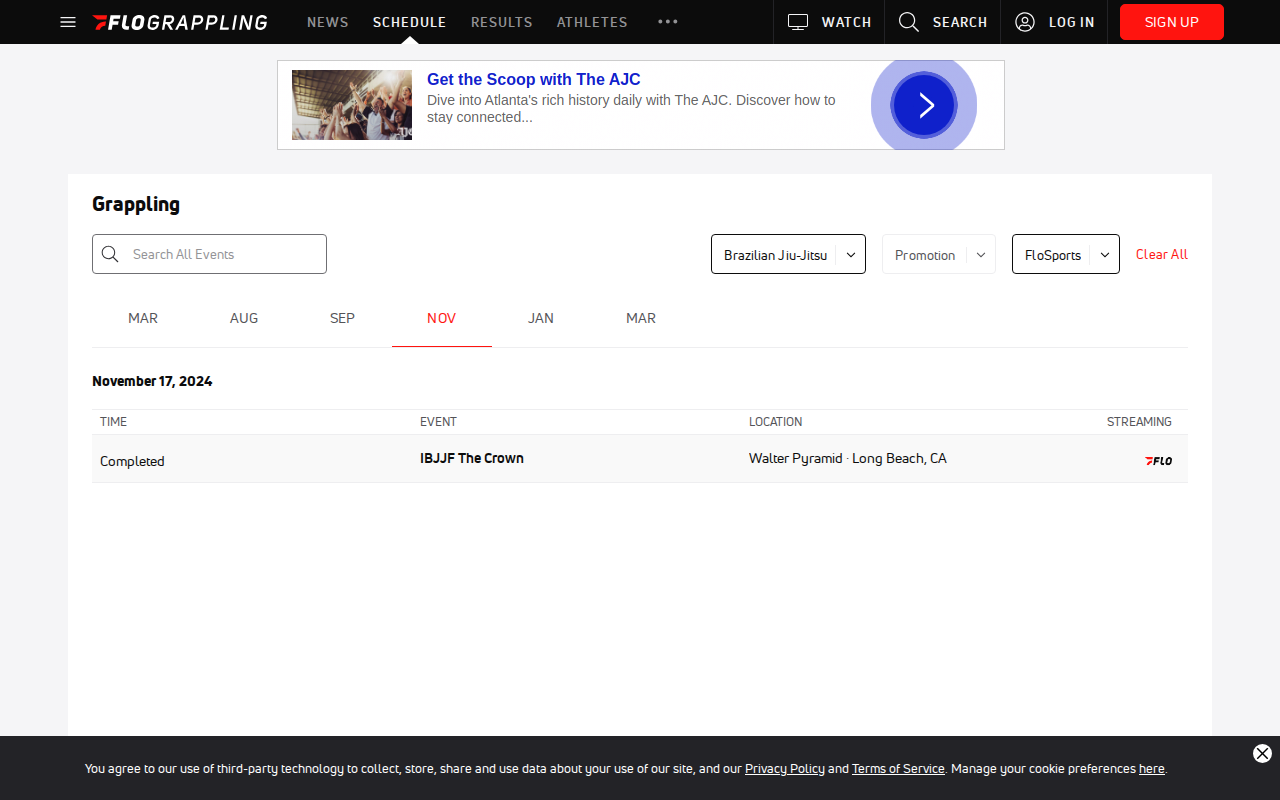 FLOGRAPPLING NEWS SCHEDULE RESULTS ATHLETES WATCH SEARCH LOG IN SIGN UP
Get the Scoop with The AJC
Dive into Atlanta's rich history daily with The AJC. Discover how to
stay connected...
Grappling
Search All Events Brazilian Jiu-Jitsu Promotion FloSports Clear All
MAR AUG SEP NOV JAN MAR
November 17, 2024
TIME EVENT LOCATION STREAMING
Completed IBJJF The Crown Walter Pyramid · Long Beach, CA FLO
You agree to our use of third-party technology to collect, store, share and use data about your use of our site, and our Privacy Policy and Terms of Service. Manage your cookie preferences here.